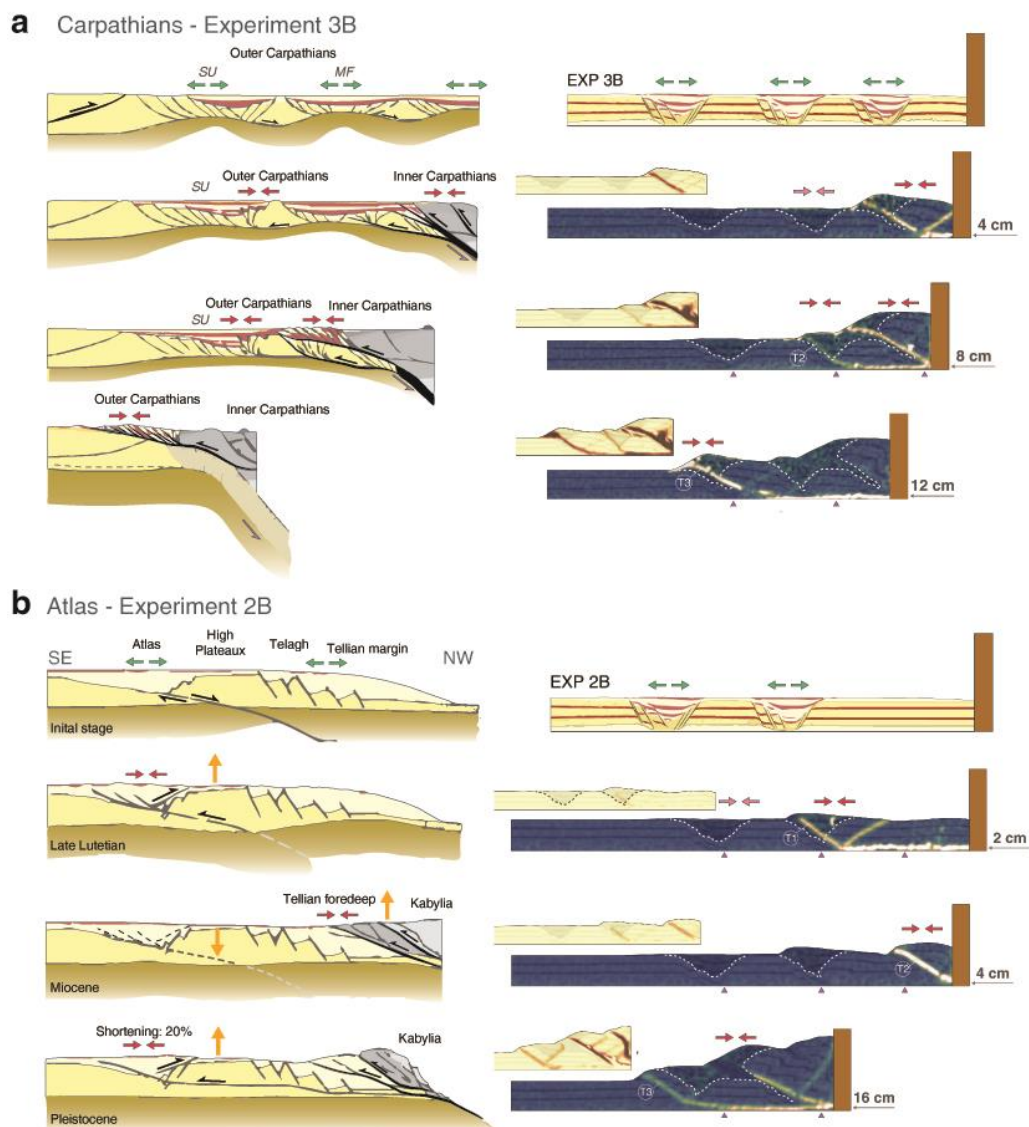 a Carpathians - Experiment 3B
Outer Carpathians
SU MF
EXP 3B
Outer Carpathians Inner Carpathians
SU
4 cm
Outer Carpathians Inner Carpathians
SU
T2
8 cm
Outer Carpathians
Inner Carpathians
T3
12 cm
b Atlas - Experiment 2B
SE Atlas High Plateaux Telagh Tellian margin NW
EXP 2B
Inital stage
T1
2 cm
Late Lutetian
Tellian foredeep Kabylia
T2
4 cm
Miocene
Shortening: 20% Kabylia
T3
16 cm
Pleistocene